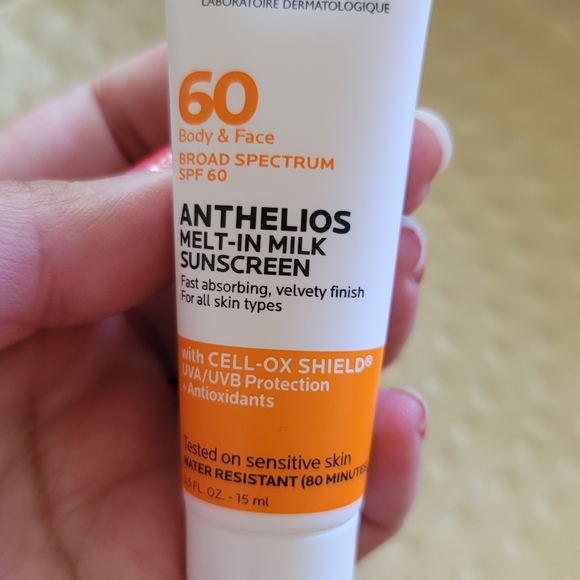 LABORATOIRE DERMATOLOGIQUE
60
Body & Face
BROAD SPECTRUM
SPF 60
ANTHELIOS
MELT-IN MILK
SUNSCREEN
Fast absorbing, velvety finish
For all skin types
with CELL-OX SHIELD®
UVA/UVB Protection
+Antioxidants
Tested on sensitive skin
WATER RESISTANT (80 MINUTES
0.5 FL. OZ. - 15 ml